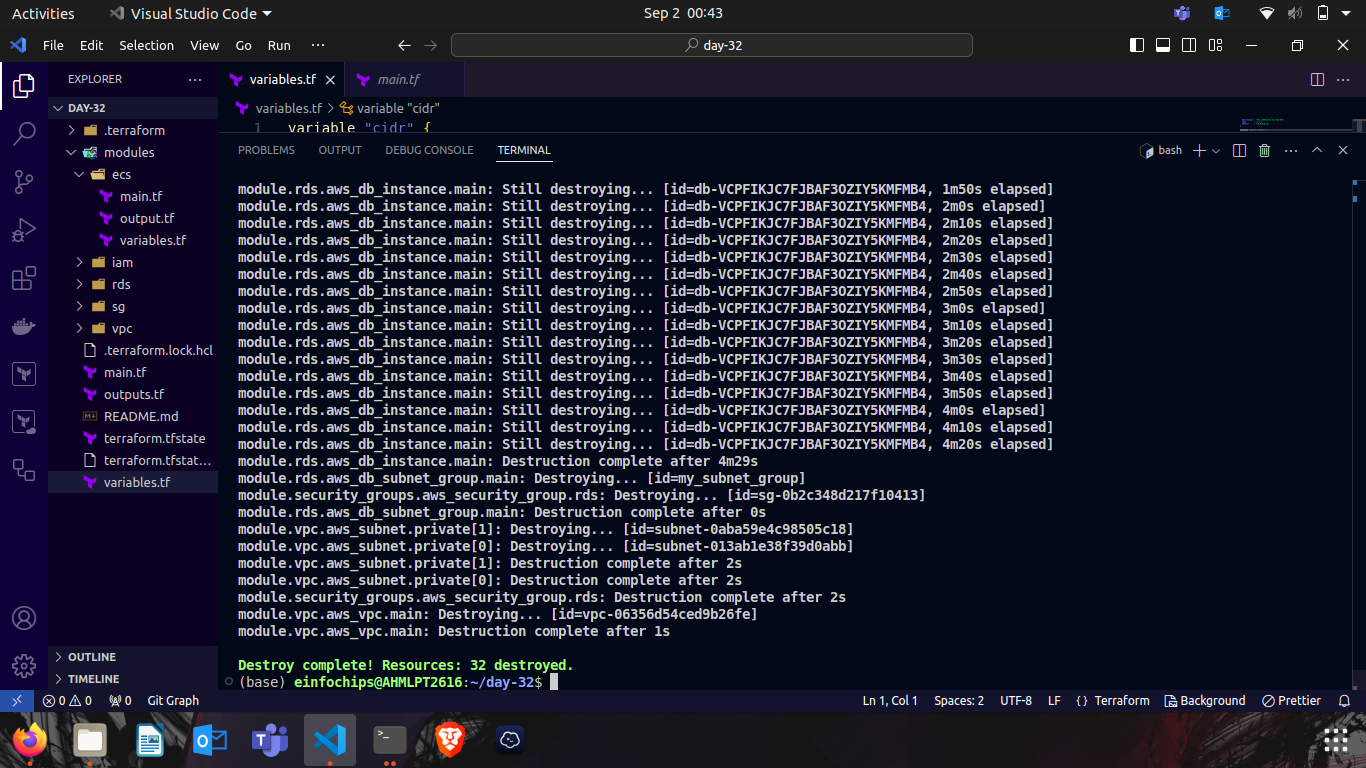 Activities
Visual Studio Code
Sep 2 00:43
File Edit Selection View Go Run ···
day-32
EXPLORER
variables.tf
main.tf
DAY-32
.terraform
modules
ecs
main.tf
output.tf
variables.tf
iam
rds
sg
vpc
.terraform.lock.hcl
main.tf
outputs.tf
README.md
terraform.tfstate
terraform.tfstat...
variables.tf
OUTLINE
TIMELINE
variables.tf > variable "cidr"
1 variable "cidr" {
PROBLEMS OUTPUT DEBUG CONSOLE TERMINAL
bash
module.rds.aws_db_instance.main: Still destroying... [id=db-VCPFIKJC7FJBAF3OZIY5KMFMB4, 1m50s elapsed]
module.rds.aws_db_instance.main: Still destroying... [id=db-VCPFIKJC7FJBAF3OZIY5KMFMB4, 2m0s elapsed]
module.rds.aws_db_instance.main: Still destroying... [id=db-VCPFIKJC7FJBAF3OZIY5KMFMB4, 2m10s elapsed]
module.rds.aws_db_instance.main: Still destroying... [id=db-VCPFIKJC7FJBAF3OZIY5KMFMB4, 2m20s elapsed]
module.rds.aws_db_instance.main: Still destroying... [id=db-VCPFIKJC7FJBAF3OZIY5KMFMB4, 2m30s elapsed]
module.rds.aws_db_instance.main: Still destroying... [id=db-VCPFIKJC7FJBAF3OZIY5KMFMB4, 2m40s elapsed]
module.rds.aws_db_instance.main: Still destroying... [id=db-VCPFIKJC7FJBAF3OZIY5KMFMB4, 2m50s elapsed]
module.rds.aws_db_instance.main: Still destroying... [id=db-VCPFIKJC7FJBAF3OZIY5KMFMB4, 3m0s elapsed]
module.rds.aws_db_instance.main: Still destroying... [id=db-VCPFIKJC7FJBAF3OZIY5KMFMB4, 3m10s elapsed]
module.rds.aws_db_instance.main: Still destroying... [id=db-VCPFIKJC7FJBAF3OZIY5KMFMB4, 3m20s elapsed]
module.rds.aws_db_instance.main: Still destroying... [id=db-VCPFIKJC7FJBAF3OZIY5KMFMB4, 3m30s elapsed]
module.rds.aws_db_instance.main: Still destroying... [id=db-VCPFIKJC7FJBAF3OZIY5KMFMB4, 3m40s elapsed]
module.rds.aws_db_instance.main: Still destroying... [id=db-VCPFIKJC7FJBAF3OZIY5KMFMB4, 3m50s elapsed]
module.rds.aws_db_instance.main: Still destroying... [id=db-VCPFIKJC7FJBAF3OZIY5KMFMB4, 4m0s elapsed]
module.rds.aws_db_instance.main: Still destroying... [id=db-VCPFIKJC7FJBAF3OZIY5KMFMB4, 4m10s elapsed]
module.rds.aws_db_instance.main: Still destroying... [id=db-VCPFIKJC7FJBAF3OZIY5KMFMB4, 4m20s elapsed]
module.rds.aws_db_instance.main: Destruction complete after 4m29s
module.rds.aws_db_subnet_group.main: Destroying... [id=my_subnet_group]
module.security_groups.aws_security_group.rds: Destroying... [id=sg-0b2c348d217f10413]
module.rds.aws_db_subnet_group.main: Destruction complete after 0s
module.vpc.aws_subnet.private[1]: Destroying... [id=subnet-0aba59e4c98505c18]
module.vpc.aws_subnet.private[0]: Destroying... [id=subnet-013ab1e38f39d0abb]
module.vpc.aws_subnet.private[1]: Destruction complete after 2s
module.vpc.aws_subnet.private[0]: Destruction complete after 2s
module.security_groups.aws_security_group.rds: Destruction complete after 2s
module.vpc.aws_vpc.main: Destroying... [id=vpc-06356d54ced9b26fe]
module.vpc.aws_vpc.main: Destruction complete after 1s
Destroy complete! Resources: 32 destroyed.
(base) einfochips@AHMLPT2616:~/day-32$
0 0 0 Git Graph
Ln 1, Col 1 Spaces: 2 UTF-8 LF {} Terraform Background Prettier